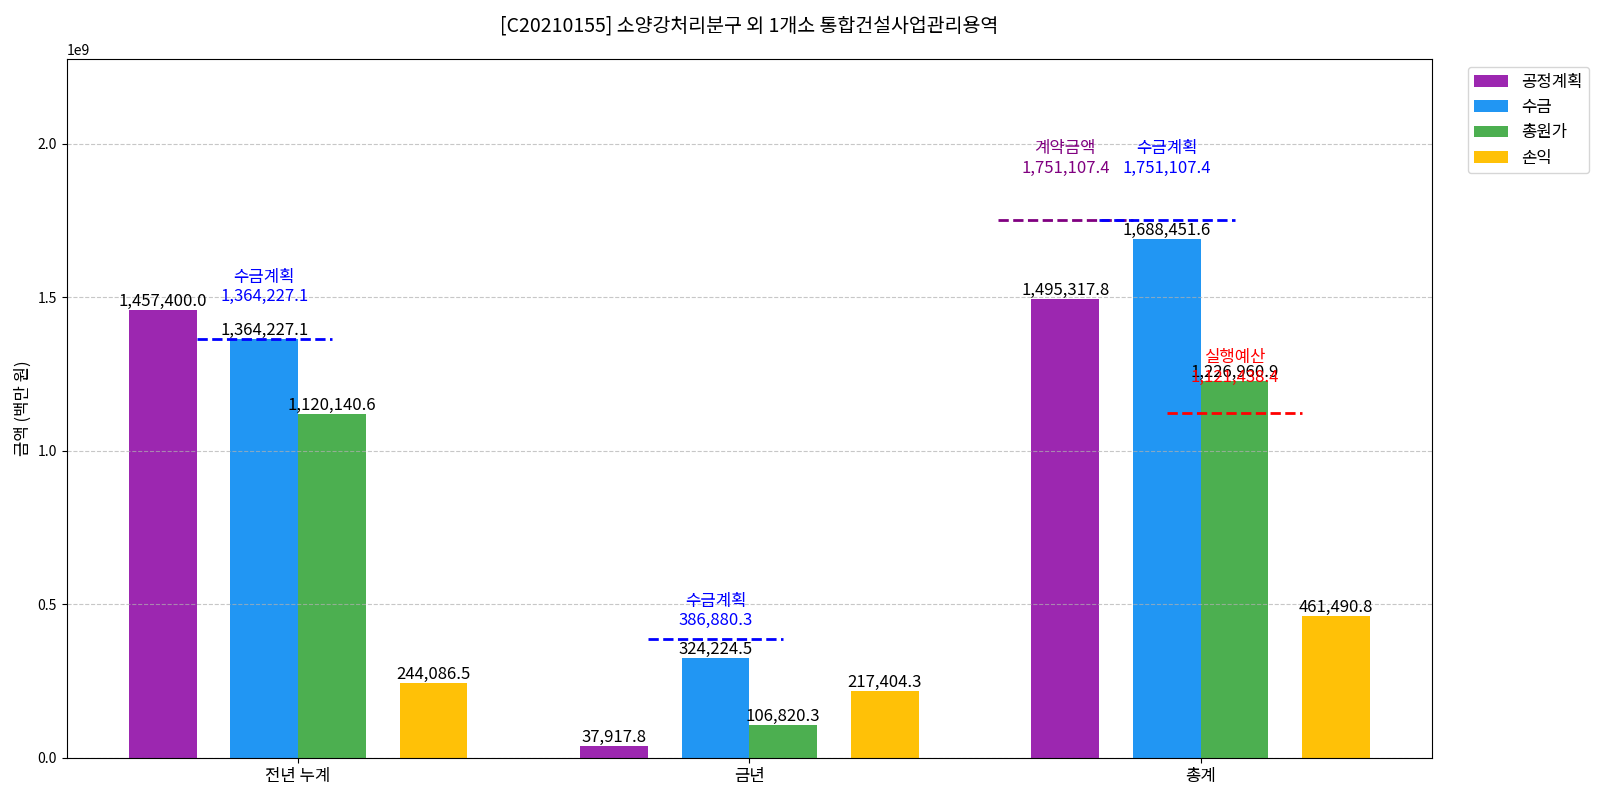 [C20210155] 소양강처리분구 외 1개소 통합건설사업관리용역
1e9
공정계획
수금
총원가
손익
금액 (백만 원)
2.0
1.5
1.0
0.5
0.0
계약금액
1,751,107.4
수금계획
1,751,107.4
수금계획
1,364,227.1
1,457,400.0
1,364,227.1
1,120,140.6
244,086.5
수금계획
386,880.3
37,917.8
324,224.5
106,820.3
217,404.3
1,495,317.8
1,688,451.6
실행예산
1,226,960.9
1,121,438.4
461,490.8
전년 누계
금년
총계